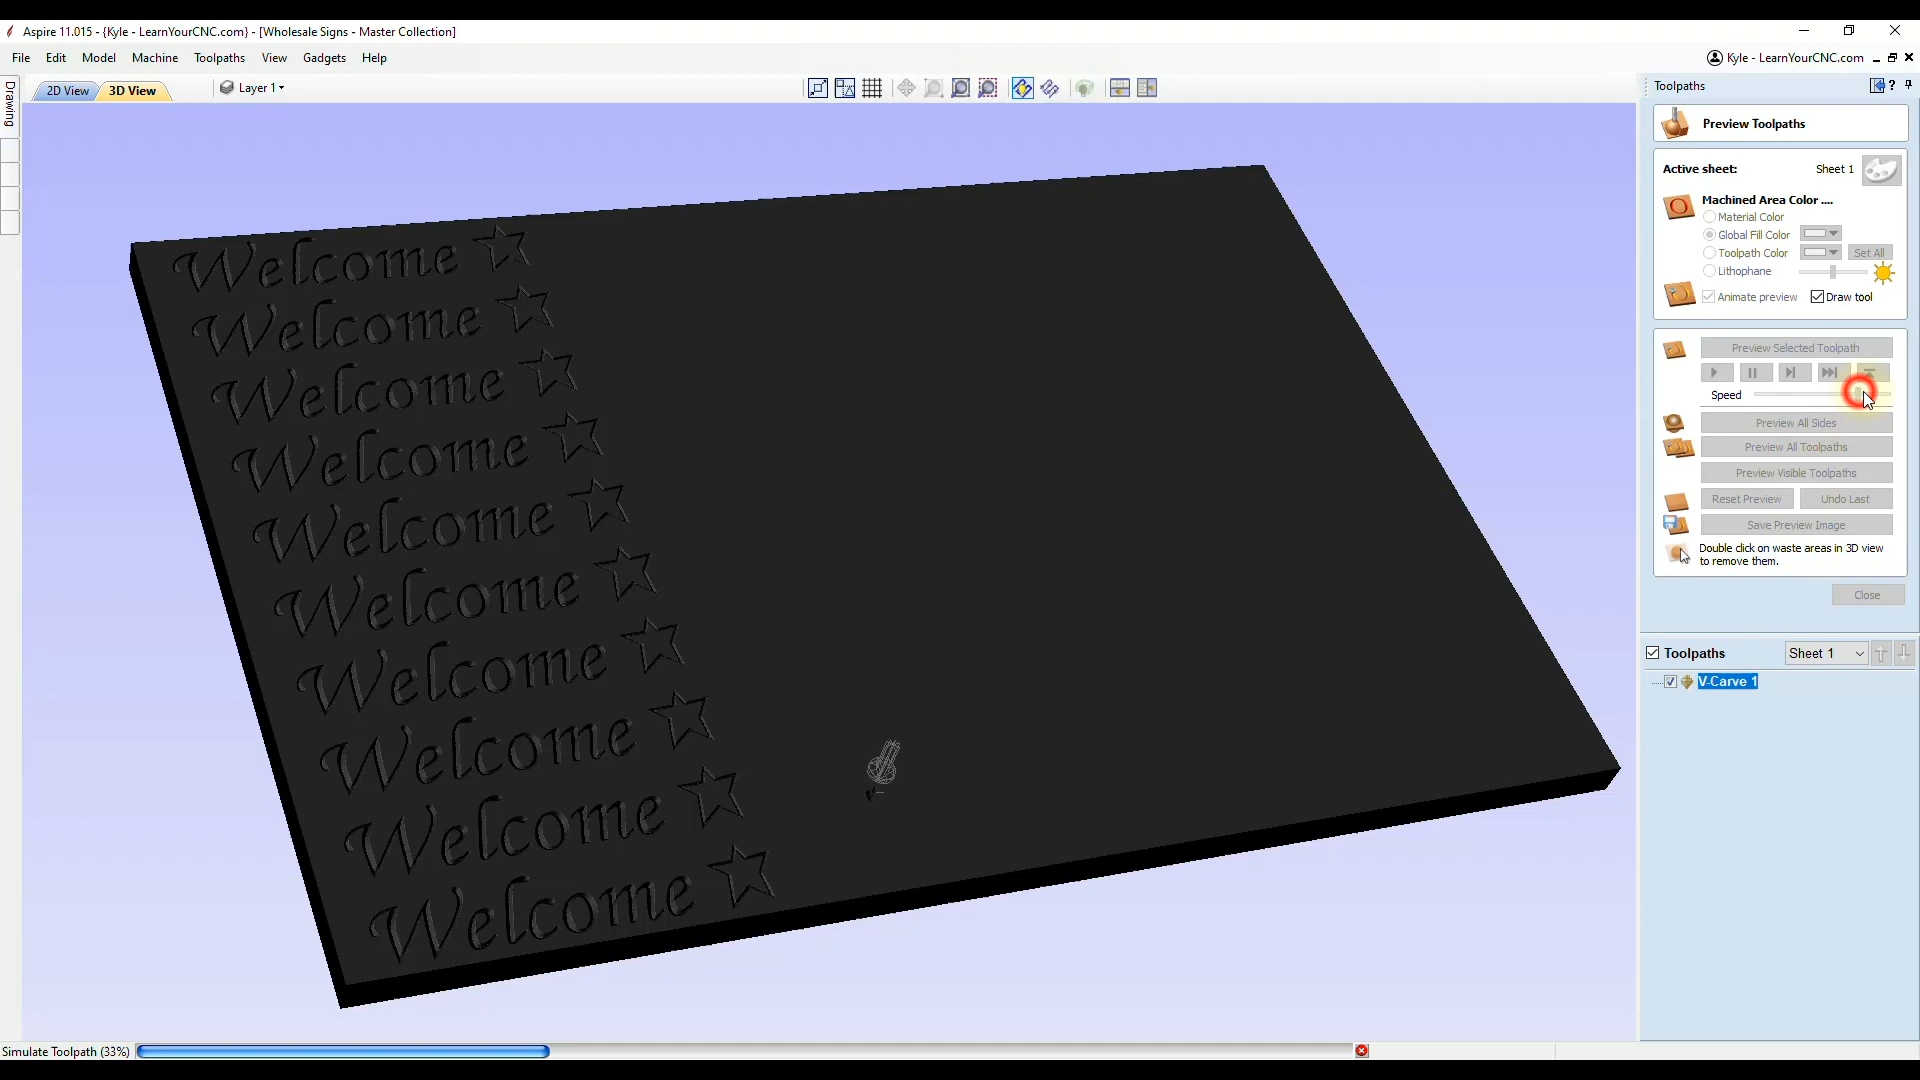 Aspire 11.015 - {Kyle - LearnYourCNC.com} - [Wholesale Signs - Master Collection]
File Edit Model Machine Toolpaths View Gadgets Help
Kyle - LearnYourCNC.com
Drawing
2D View 3D View
Layer 1
Toolpaths
?
Preview Toolpaths
Active sheet: Sheet 1
Machined Area Color ....
Material Color
Global Fill Color
Toolpath Color Set All
Lithophane
Animate preview Draw tool
Preview Selected Toolpath
Speed
Preview All Sides
Preview All Toolpaths
Preview Visible Toolpaths
Reset Preview Undo Last
Save Preview Image
Double click on waste areas in 3D view
to remove them.
Close
Toolpaths Sheet 1
V-Carve 1
Welcome
Welcome
Welcome
Welcome
Welcome
Welcome
Welcome
Welcome
Welcome
Welcome
Simulate Toolpath (33%)